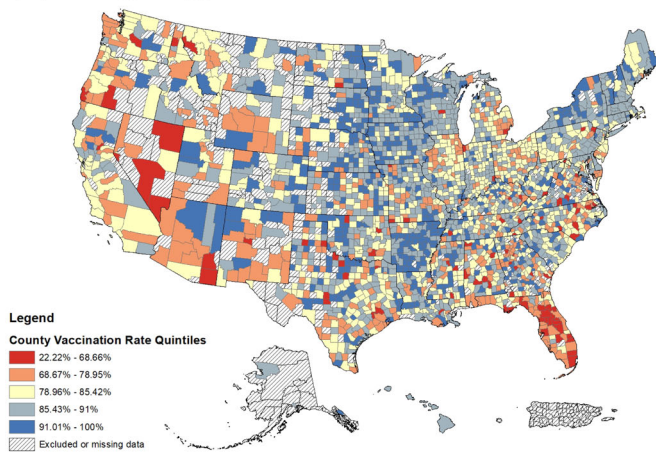 Legend
County Vaccination Rate Quintiles
22.22% - 68.66%
68.67% - 78.95%
78.96% - 85.42%
85.43% - 91%
91.01% - 100%
Excluded or missing data